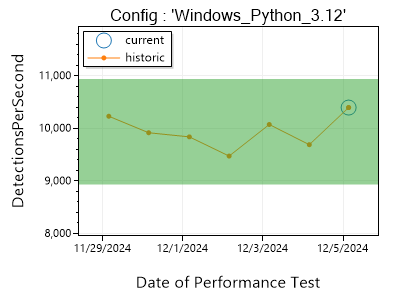 Config : 'Windows_Python_3.12'
current
historic
DetectionsPerSecond
11,000
10,000
9,000
8,000
11/29/2024
12/1/2024
12/3/2024
12/5/2024
Date of Performance Test